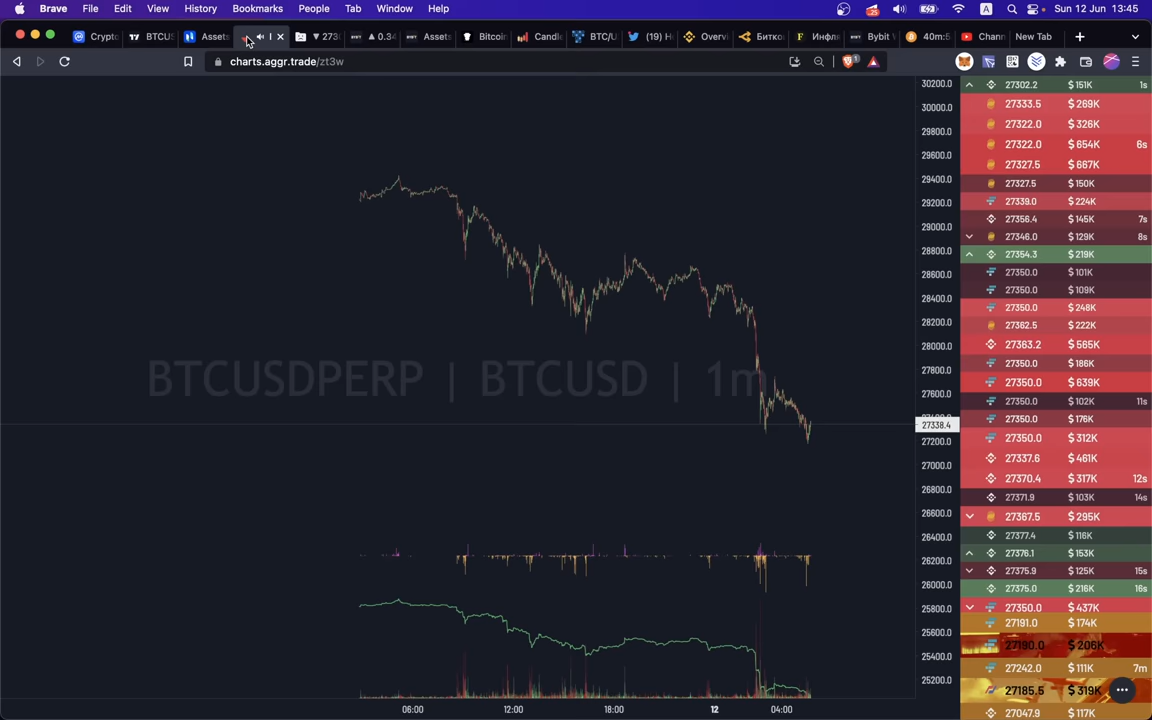 Brave File Edit View History Bookmarks People Tab Window Help A Sun 12 Jun 13:45
Crypto BTCUS Assets 273 0.34 Assets Bitcoin Candl BTC/U (19) H Overvi Битко Инфля Bybit 40m:5 Chann New Tab
charts.aggr.trade/zt3w
30200.0
30000.0
29800.0
29600.0
29400.0
29200.0
29000.0
28800.0
28600.0
28400.0
28200.0
28000.0
27800.0
27600.0
27338.4
27200.0
27000.0
26800.0
26600.0
26400.0
26200.0
26000.0
25800.0
25600.0
25400.0
25200.0
BTCUSDPERP | BTCUSD | 1m
06:00 12:00 18:00 12 04:00
27302.2 $151K 1s
27333.5 $269K
27322.0 $326K
27322.0 $654K 6s
27327.5 $667K
27327.5 $150K
27339.0 $224K
27356.4 $145K 7s
27346.0 $129K 8s
27354.3 $219K
27350.0 $101K
27350.0 $109K
27350.0 $248K
27362.5 $222K
27363.2 $565K
27350.0 $186K
27350.0 $639K
27350.0 $102K 11s
27350.0 $176K
27350.0 $312K
27337.6 $461K
27370.4 $317K 12s
27371.9 $103K 14s
27367.5 $295K
27377.4 $116K
27376.1 $153K
27375.9 $125K 15s
27375.0 $216K 16s
27350.0 $437K
27191.0 $174K
27190.0 $206K
27242.0 $111K 7m
27185.5 $319K
27047.9 $117K